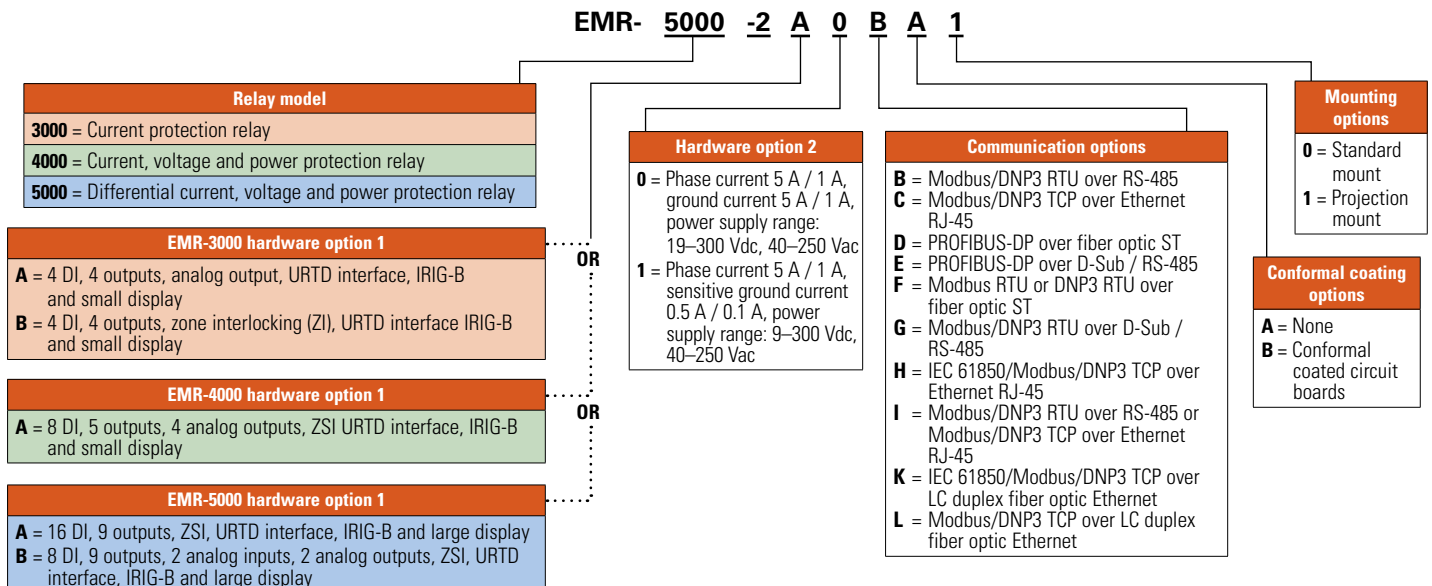 EMR- 5000 -2 A 0 B A 1
Relay model
3000 = Current protection relay
4000 = Current, voltage and power protection relay
5000 = Differential current, voltage and power protection relay
EMR-3000 hardware option 1
A = 4 DI, 4 outputs, analog output, URTD interface, IRIG-B
and small display
B = 4 DI, 4 outputs, zone interlocking (ZI), URTD interface IRIG-B
and small display
OR
EMR-4000 hardware option 1
A = 8 DI, 5 outputs, 4 analog outputs, ZSI URTD interface, IRIG-B
and small display
OR
EMR-5000 hardware option 1
A = 16 DI, 9 outputs, ZSI, URTD interface, IRIG-B and large display
B = 8 DI, 9 outputs, 2 analog inputs, 2 analog outputs, ZSI, URTD
interface, IRIG-B and large display
Hardware option 2
0 = Phase current 5 A / 1 A,
ground current 5 A / 1 A,
power supply range:
19–300 Vdc, 40–250 Vac
1 = Phase current 5 A / 1 A,
sensitive ground current
0.5 A / 0.1 A, power
supply range: 9–300 Vdc,
40–250 Vac
Communication options
B = Modbus/DNP3 RTU over RS-485
C = Modbus/DNP3 TCP over Ethernet
RJ-45
D = PROFIBUS-DP over fiber optic ST
E = PROFIBUS-DP over D-Sub / RS-485
F = Modbus RTU or DNP3 RTU over
fiber optic ST
G = Modbus/DNP3 RTU over D-Sub /
RS-485
H = IEC 61850/Modbus/DNP3 TCP over
Ethernet RJ-45
I = Modbus/DNP3 RTU over RS-485 or
Modbus/DNP3 TCP over Ethernet
RJ-45
K = IEC 61850/Modbus/DNP3 TCP over
LC duplex fiber optic Ethernet
L = Modbus/DNP3 TCP over LC duplex
fiber optic Ethernet
Conformal coating
options
A = None
B = Conformal
coated circuit
boards
Mounting
options
0 = Standard
mount
1 = Projection
mount